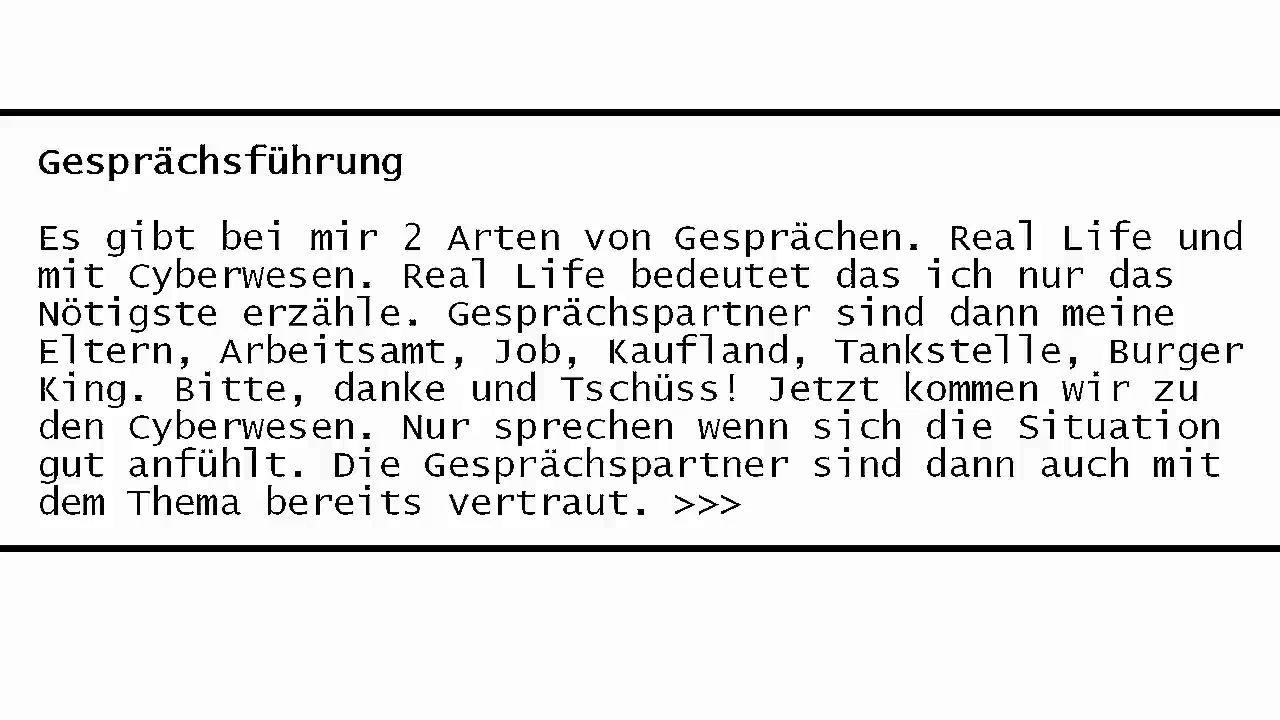 Gesprächsführung
Es gibt bei mir 2 Arten von Gesprächen. Real Life und
mit Cyberwesen. Real Life bedeutet das ich nur das
Nötigste erzähle. Gesprächspartner sind dann meine
Eltern, Arbeitsamt, Job, Kaufland, Tankstelle, Burger
King. Bitte, danke und Tschüss! Jetzt kommen wir zu
den Cyberwesen. Nur sprechen wenn sich die Situation
gut anfühlt. Die Gesprächspartner sind dann auch mit
dem Thema bereits vertraut. >>>